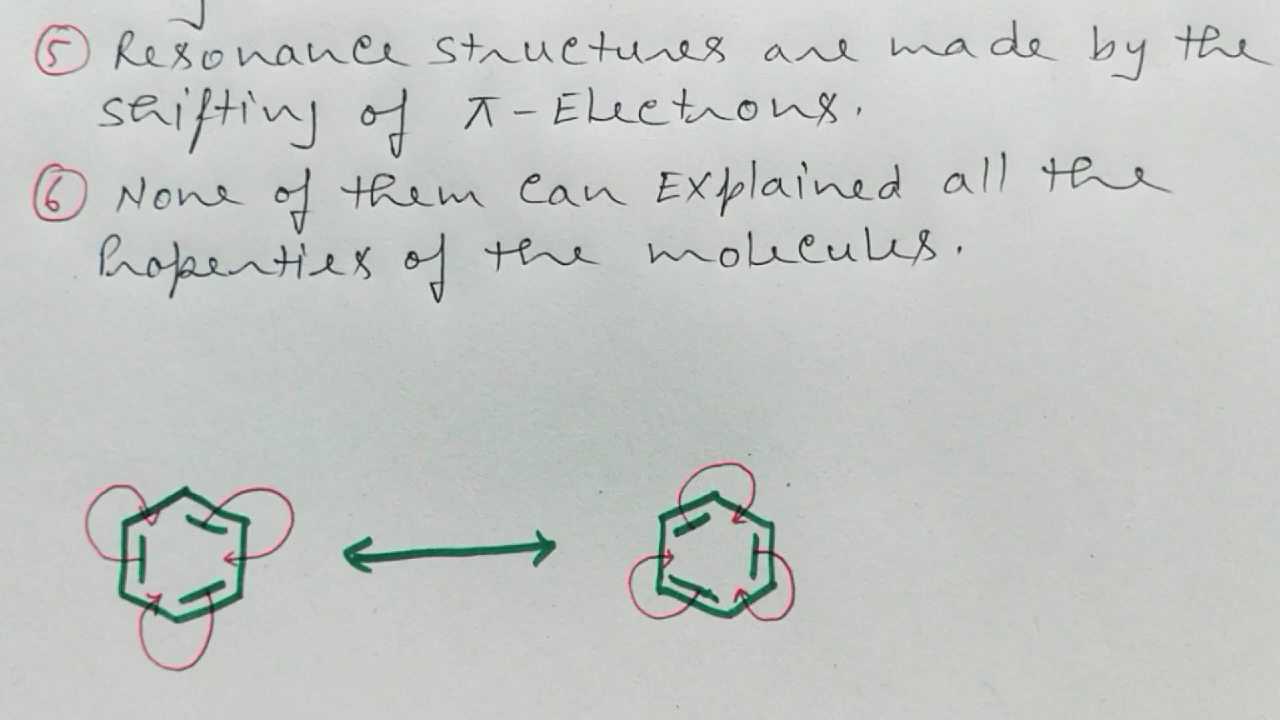 ⑤ Resonance structures are made by the
shifting of π-Electrons.
⑥ None of them can Explained all the
Properties of the molecules.